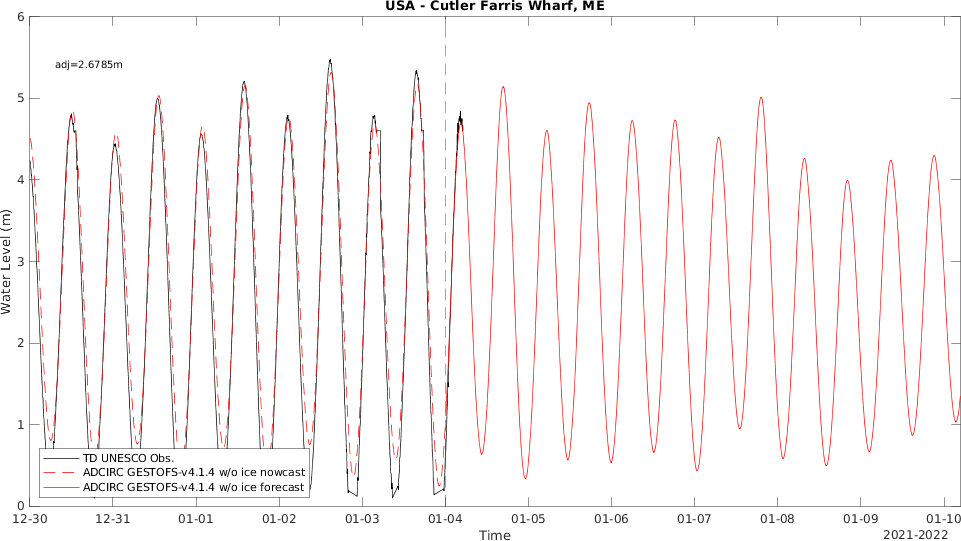 USA - Cutler Farris Wharf, ME
6
adj=2.6785m
5
4
3
2
1
0
Water Level (m)
TD UNESCO Obs.
ADCIRC GESTOFS-v4.1.4 w/o ice nowcast
ADCIRC GESTOFS-v4.1.4 w/o ice forecast
12-30 12-31 01-01 01-02 01-03 01-04 01-05 01-06 01-07 01-08 01-09 01-10
Time
2021-2022